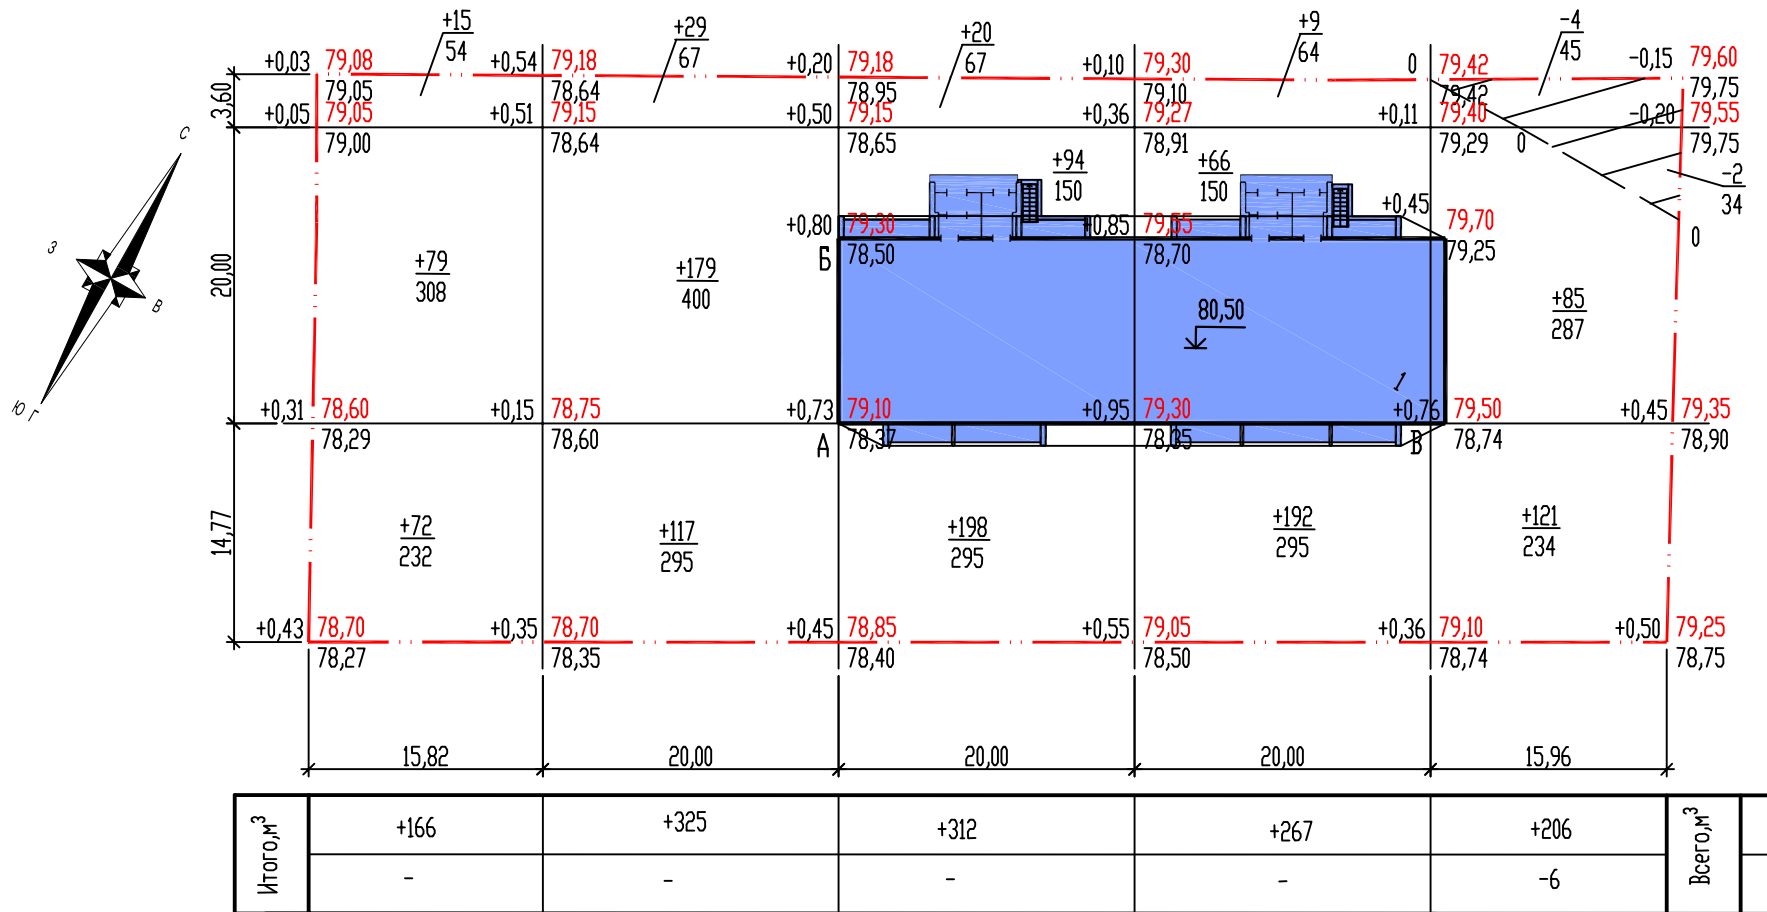 +15 +29 +20 +9 -4
54 67 67 64 45
+0,03 79,08 +0,54 79,18 +0,20 79,18 +0,10 79,30 0 79,42 -0,15 79,60
79,05 78,64 78,95 79,10 79,42 79,75
3,60
+0,05 79,05 +0,51 79,15 +0,50 79,15 +0,36 79,27 +0,11 79,40 -0,20 79,55
79,00 78,64 78,65 78,91 79,29 0 79,75
С
З
В
Ю Г
+94 +66 -2
150 150 34
+0,80 79,30 +0,85 79,55 +0,45 79,70
Б 78,50 78,70 79,25 0
20,00
+79 +179 +85
308 400 287
80,50
1
+0,31 78,60 +0,15 78,75 +0,73 79,10 +0,95 79,30 +0,76 79,50 +0,45 79,35
78,29 78,60 А 78,37 78,35 В 78,74 78,90
14,77
+72 +117 +198 +192 +121
232 295 295 295 234
+0,43 78,70 +0,35 78,70 +0,45 78,85 +0,55 79,05 +0,36 79,10 +0,50 79,25
78,27 78,35 78,40 78,50 78,74 78,75
15,82 20,00 20,00 20,00 15,96
Итого,м³ +166 +325 +312 +267 +206 Всего,м³
- - - - -6